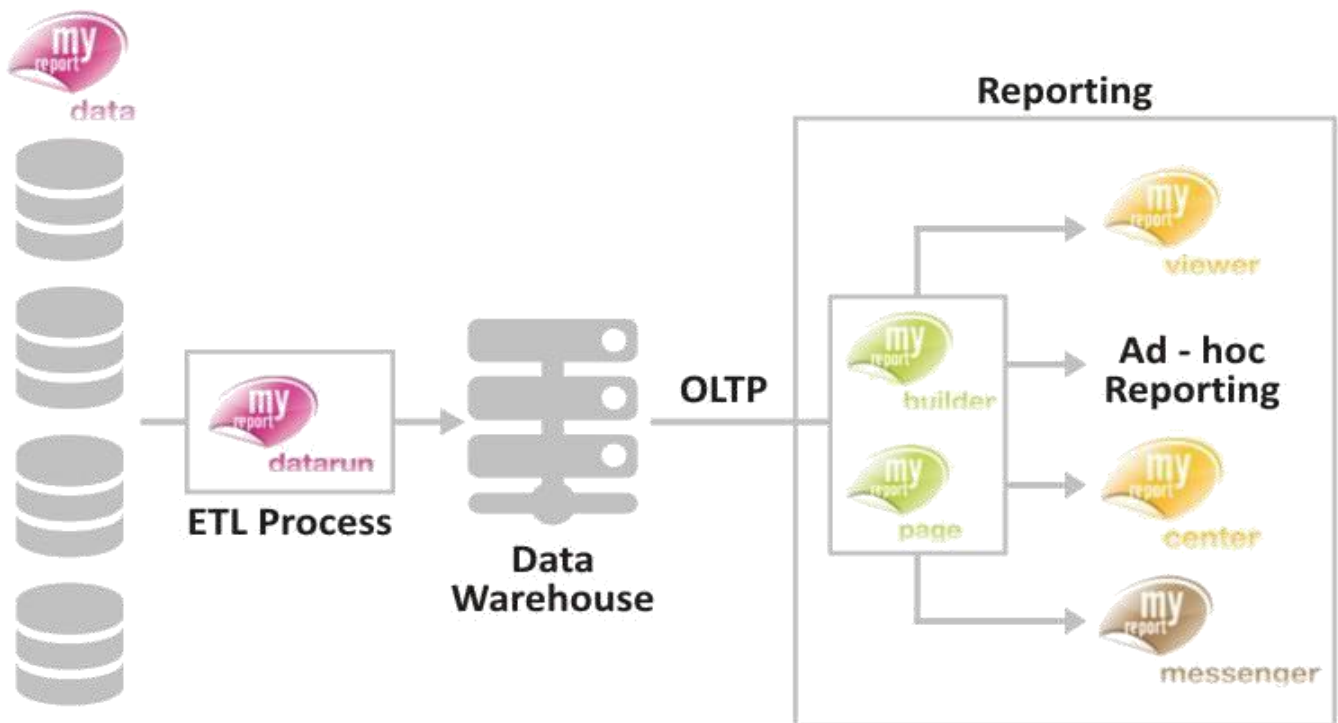 my
report
data
my
report
datarun
ETL Process
Data
Warehouse
OLTP
Reporting
my
report
viewer
my
report
builder
Ad - hoc
Reporting
my
report
page
my
report
center
my
report
messenger